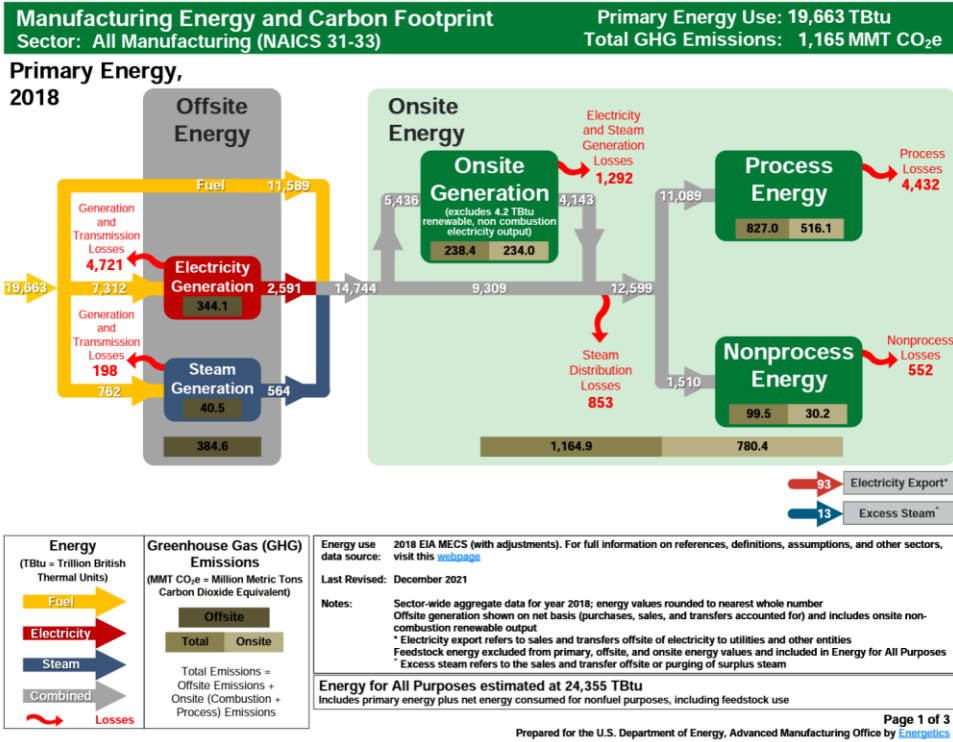 Manufacturing Energy and Carbon Footprint
Sector: All Manufacturing (NAICS 31-33)
Primary Energy Use: 19,663 TBtu
Total GHG Emissions: 1,165 MMT CO₂e
Primary Energy,
2018
Offsite
Energy
Onsite
Energy
Fuel
11,589
Generation
and
Transmission
Losses
4,721
Electricity
Generation
344.1
19,663
7,312
2,591
14,744
Generation
and
Transmission
Losses
198
Steam
Generation
40.5
762
564
384.6
5,436
Onsite
Generation
(excludes 4.2 TBtu
renewable, non combustion
electricity output)
238.4
234.0
Electricity
and Steam
Generation
Losses
1,292
4,143
9,309
12,599
Steam
Distribution
Losses
853
11,089
Process
Energy
827.0
516.1
Process
Losses
4,432
1,510
Nonprocess
Energy
99.5
30.2
Nonprocess
Losses
552
1,164.9
780.4
93
Electricity Export*
13
Excess Steam^
Energy
(TBtu = Trillion British
Thermal Units)
Fuel
Electricity
Steam
Combined
Losses
Greenhouse Gas (GHG)
Emissions
(MMT CO₂e = Million Metric Tons
Carbon Dioxide Equivalent)
Offsite
Total
Onsite
Total Emissions =
Offsite Emissions +
Onsite (Combustion +
Process) Emissions
Energy use
data source:
2018 EIA MECS (with adjustments). For full information on references, definitions, assumptions, and other sectors,
visit this webpage
Last Revised: December 2021
Notes:
Sector-wide aggregate data for year 2018; energy values rounded to nearest whole number
Offsite generation shown on net basis (purchases, sales, and transfers accounted for) and includes onsite non-
combustion renewable output
* Electricity export refers to sales and transfers offsite of electricity to utilities and other entities
Feedstock energy excluded from primary, offsite, and onsite energy values and included in Energy for All Purposes
^ Excess steam refers to the sales and transfer offsite or purging of surplus steam
Energy for All Purposes estimated at 24,355 TBtu
Includes primary energy plus net energy consumed for nonfuel purposes, including feedstock use
Page 1 of 3
Prepared for the U.S. Department of Energy, Advanced Manufacturing Office by Energetics